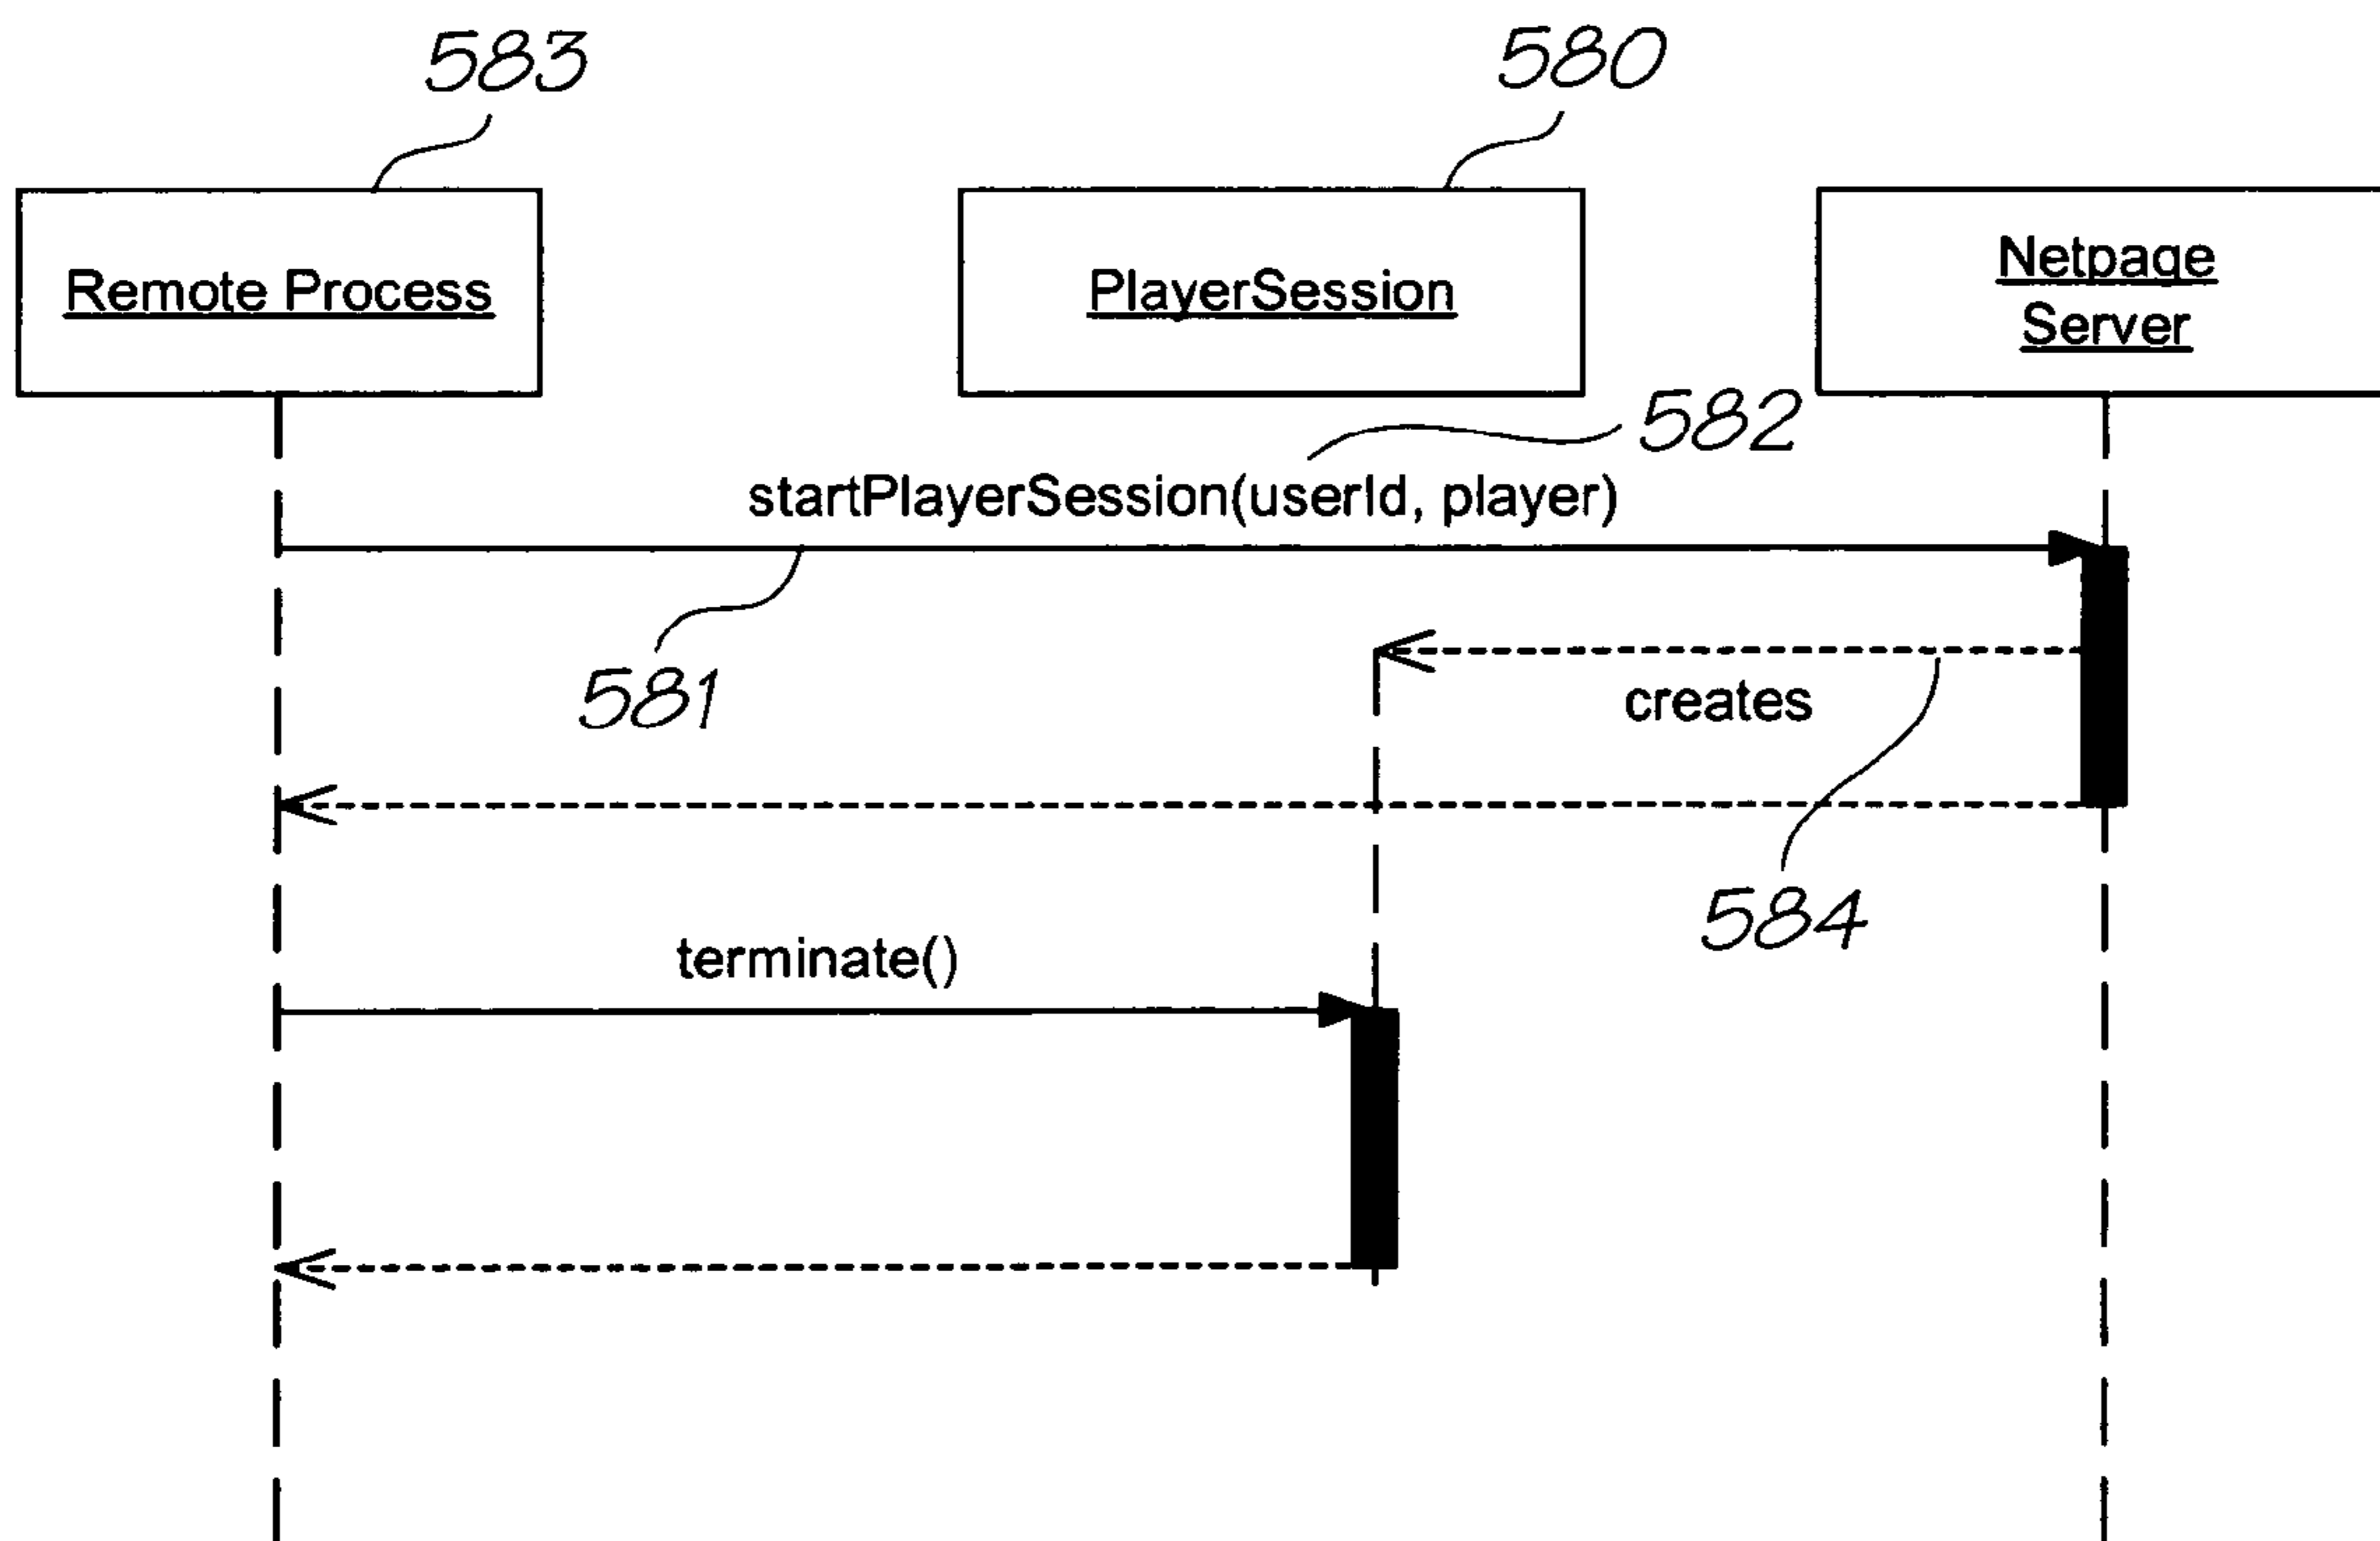 583
580
Remote Process
PlayerSession
Netpage
Server
582
startPlayerSession(userId, player)
581
creates
584
terminate()